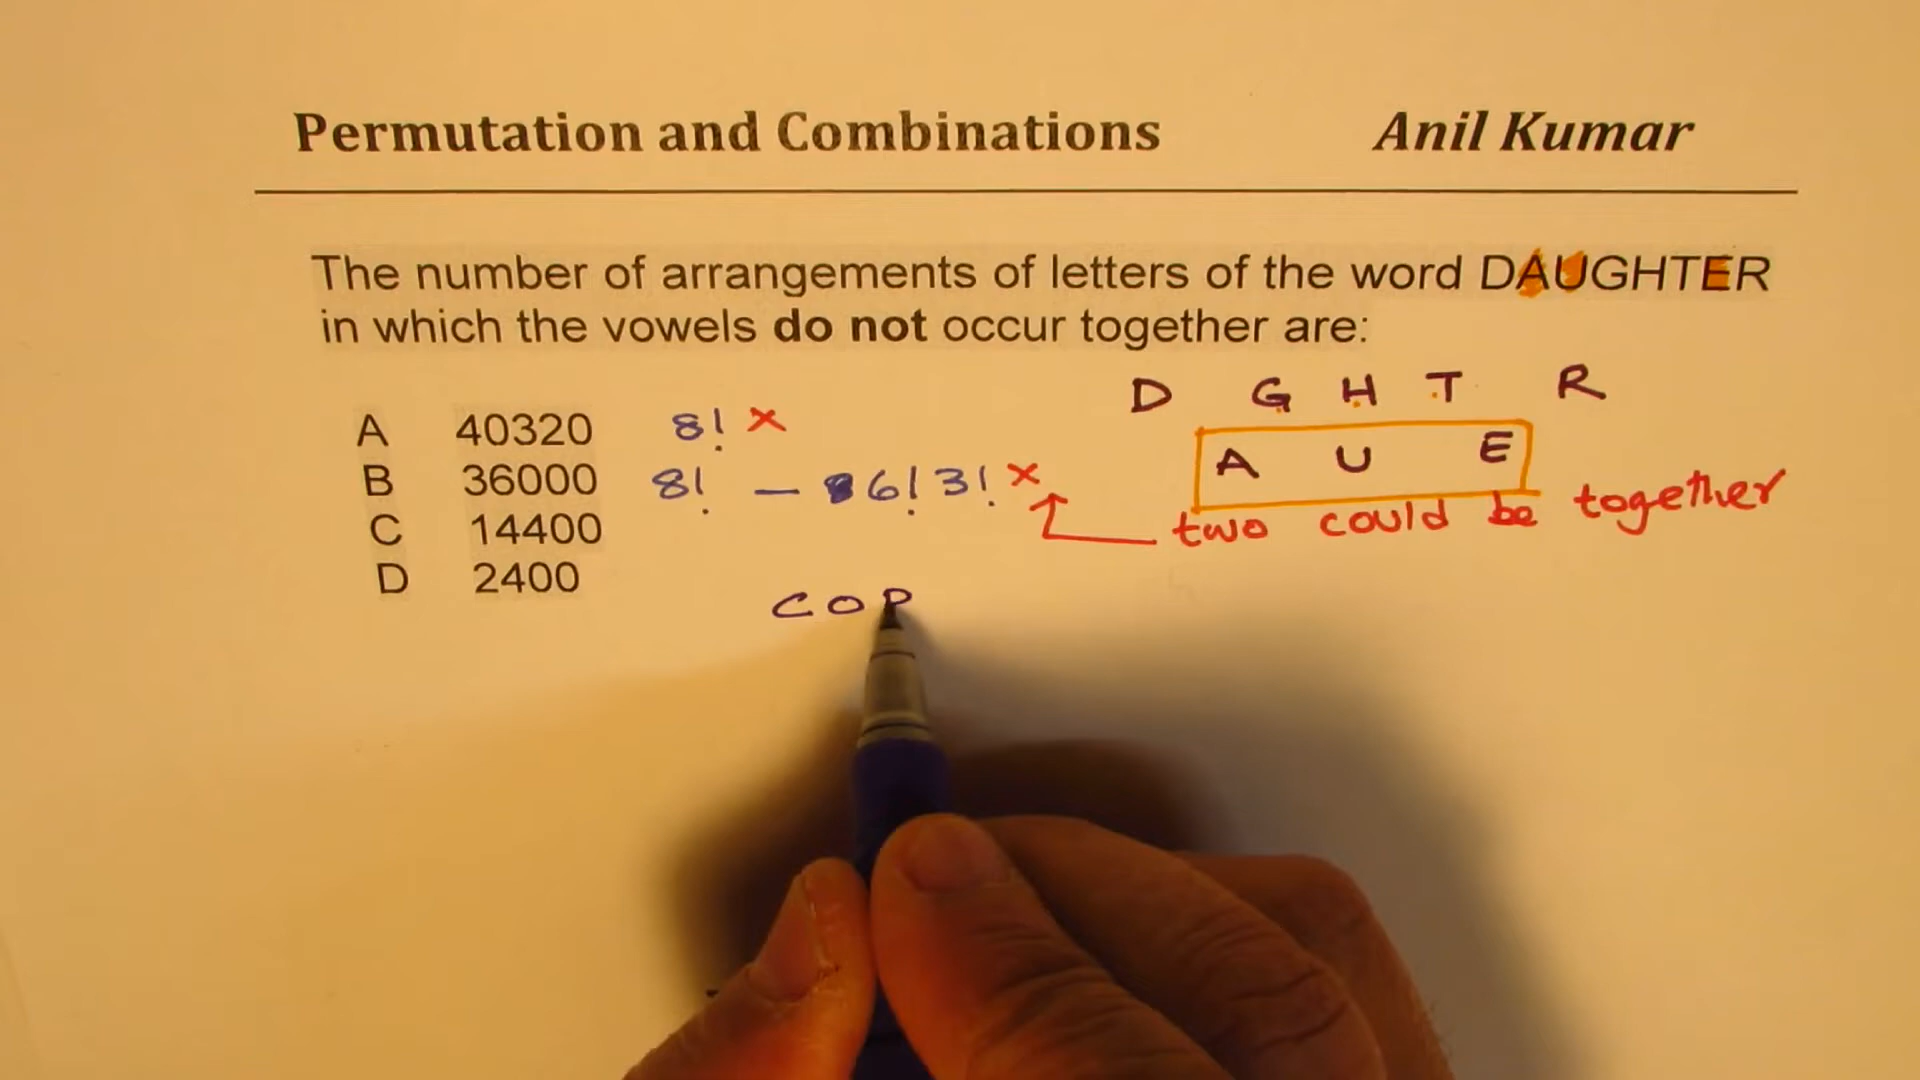 Permutation and Combinations Anil Kumar
The number of arrangements of letters of the word DAUGHTER
in which the vowels do not occur together are:
D G H T R
A 40320 8! ×
A U E
B 36000 8! – 6! 3! ×
two could be together
C 14400
D 2400
COP